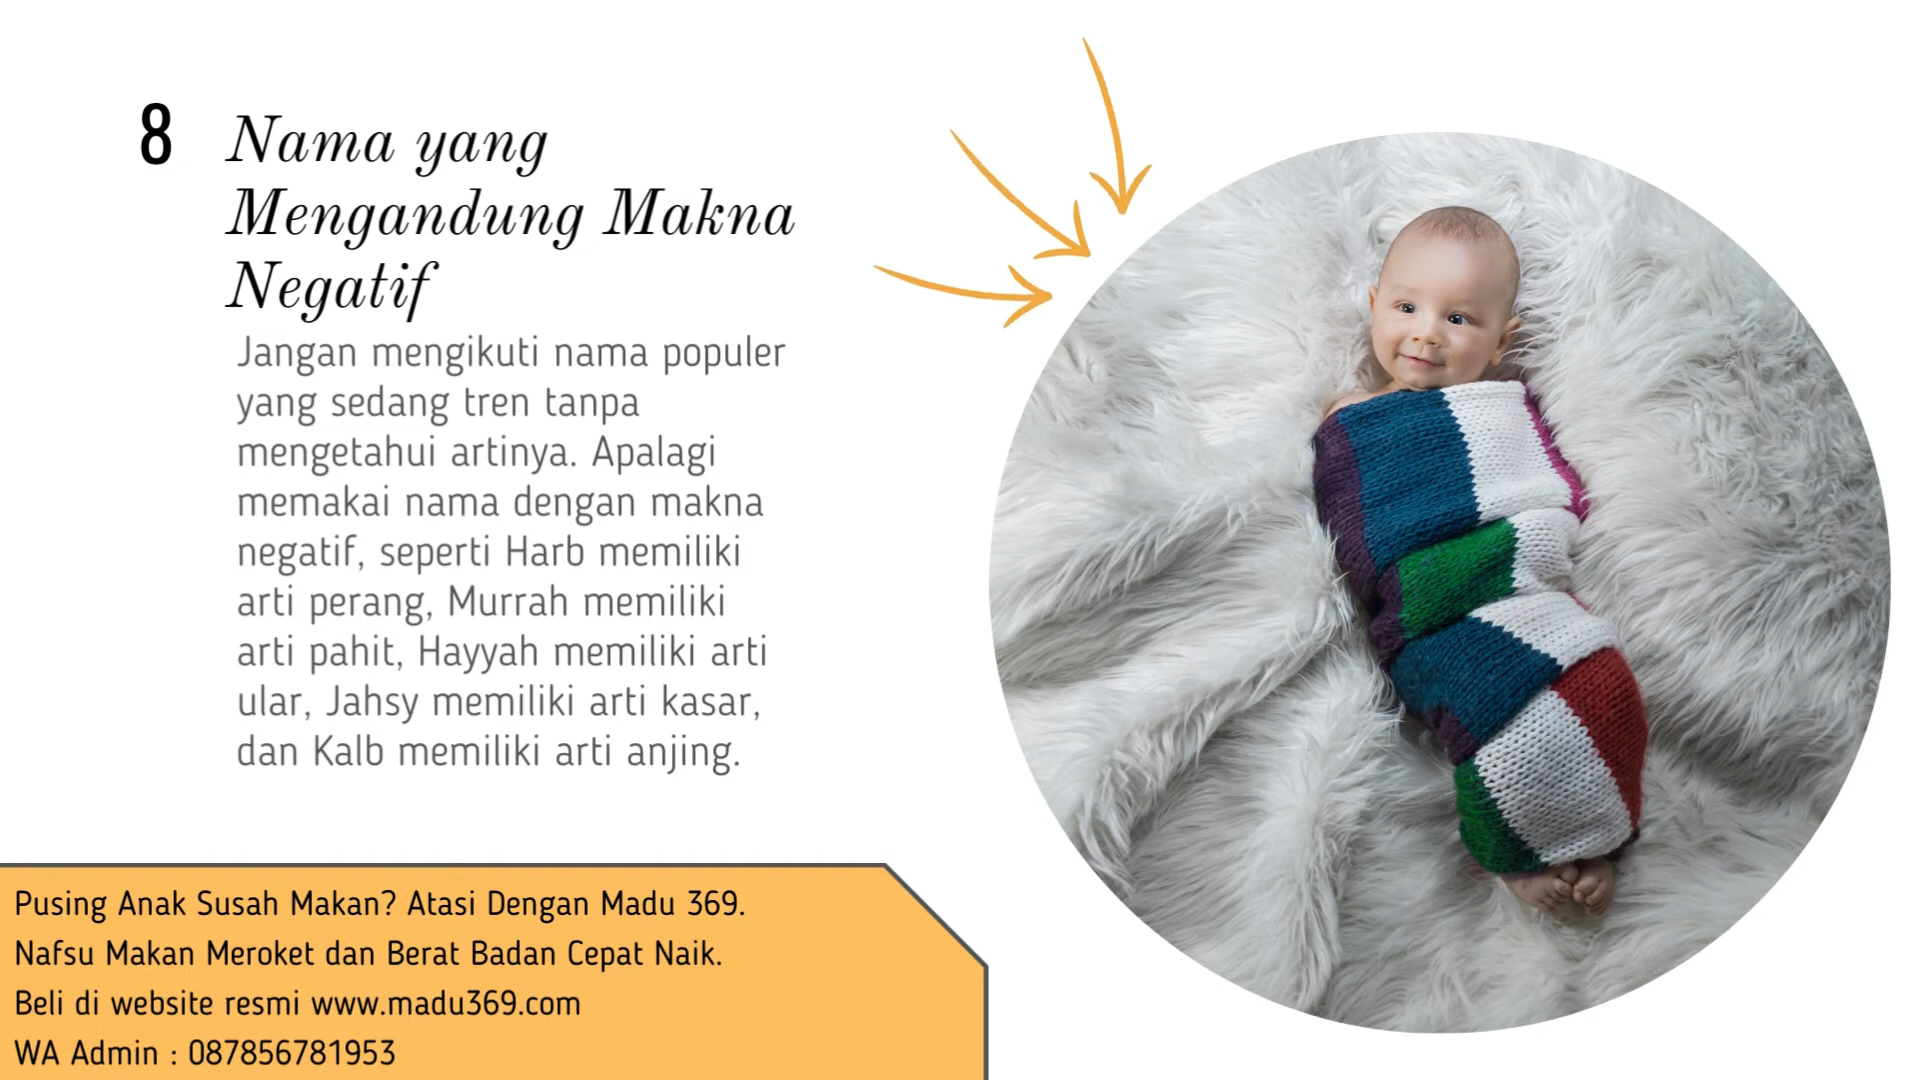 8
Nama yang
Mengandung Makna
Negatif
Jangan mengikuti nama populer
yang sedang tren tanpa
mengetahui artinya. Apalagi
memakai nama dengan makna
negatif, seperti Harb memiliki
arti perang, Murrah memiliki
arti pahit, Hayyah memiliki arti
ular, Jahsy memiliki arti kasar,
dan Kalb memiliki arti anjing.
Pusing Anak Susah Makan? Atasi Dengan Madu 369.
Nafsu Makan Meroket dan Berat Badan Cepat Naik.
Beli di website resmi www.madu369.com
WA Admin : 087856781953